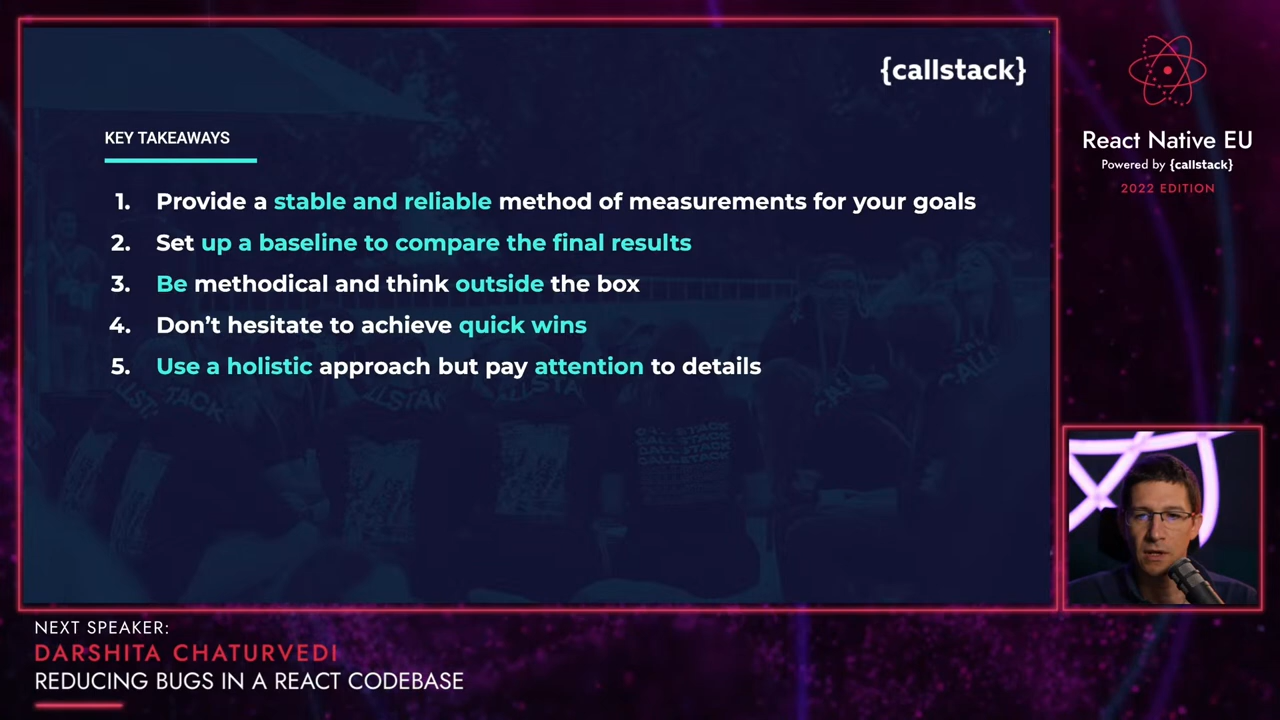 {callstack}
KEY TAKEAWAYS
1. Provide a stable and reliable method of measurements for your goals
2. Set up a baseline to compare the final results
3. Be methodical and think outside the box
4. Don’t hesitate to achieve quick wins
5. Use a holistic approach but pay attention to details
React Native EU
Powered by {callstack}
2022 EDITION
NEXT SPEAKER:
DARSHITA CHATURVEDI
REDUCING BUGS IN A REACT CODEBASE